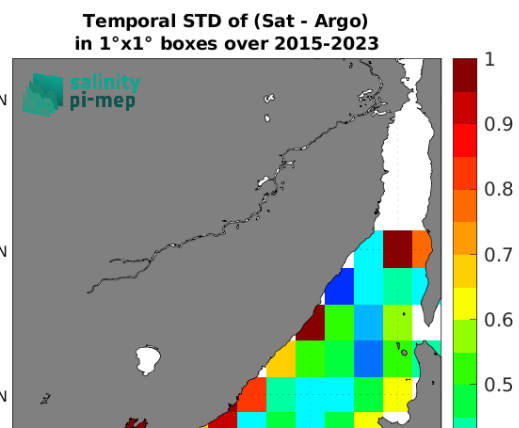 Temporal STD of (Sat - Argo)
in 1°x1° boxes over 2015-2023
salinity
pi-mep
N
N
N
1
0.9
0.8
0.7
0.6
0.5